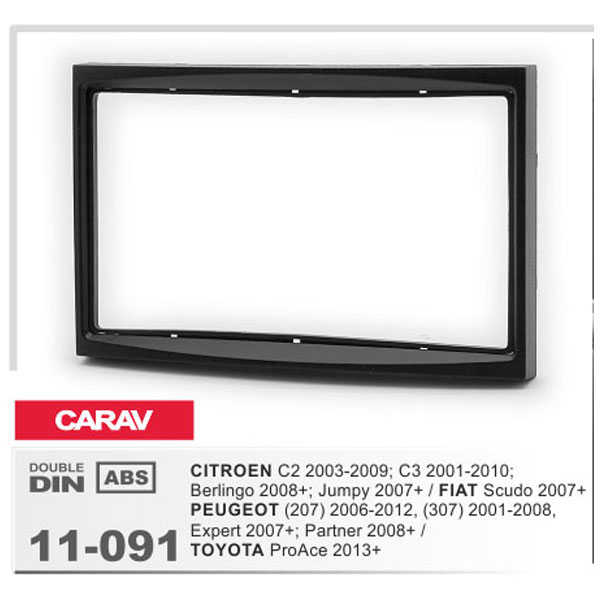 CARAV
DOUBLE
DIN
ABS
11-091
CITROEN C2 2003-2009; C3 2001-2010;
Berlingo 2008+; Jumpy 2007+ / FIAT Scudo 2007+
PEUGEOT (207) 2006-2012, (307) 2001-2008,
Expert 2007+; Partner 2008+ /
TOYOTA ProAce 2013+